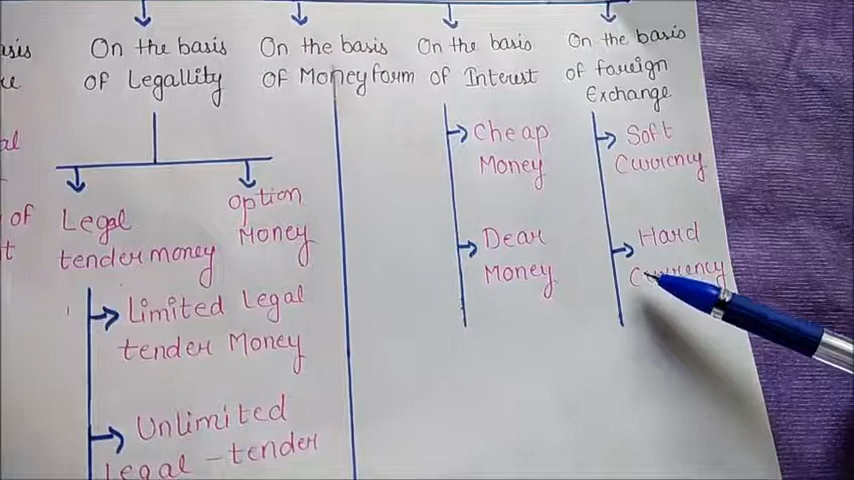 On the basis
of Legallity
Legal
tender money
Option
Money
Limited Legal
tender Money
Unlimited
Legal - tender
On the basis
of Money form
On the basis
of Interest
Cheap
Money
Dear
Money
On the basis
of foreign
Exchange
Soft
Currency
Hard
Currency